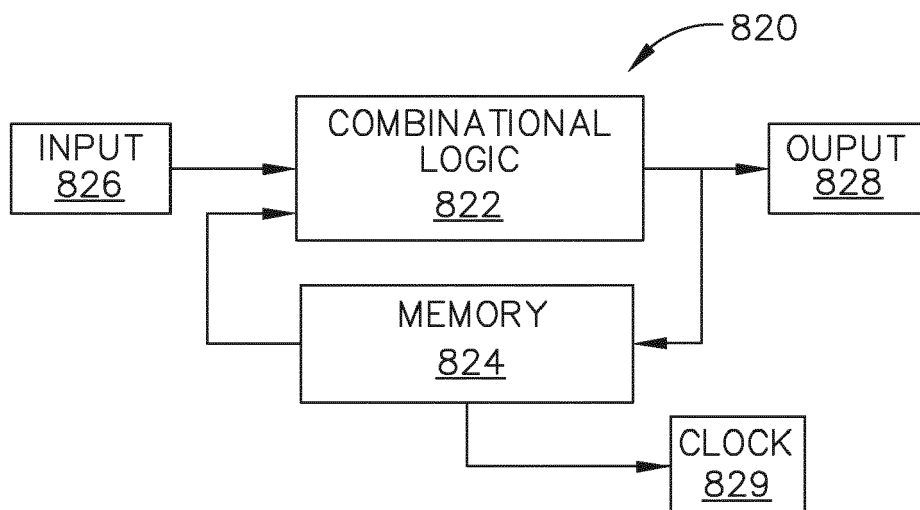 820
INPUT
826
COMBINATIONAL
LOGIC
822
OUPUT
828
MEMORY
824
CLOCK
829